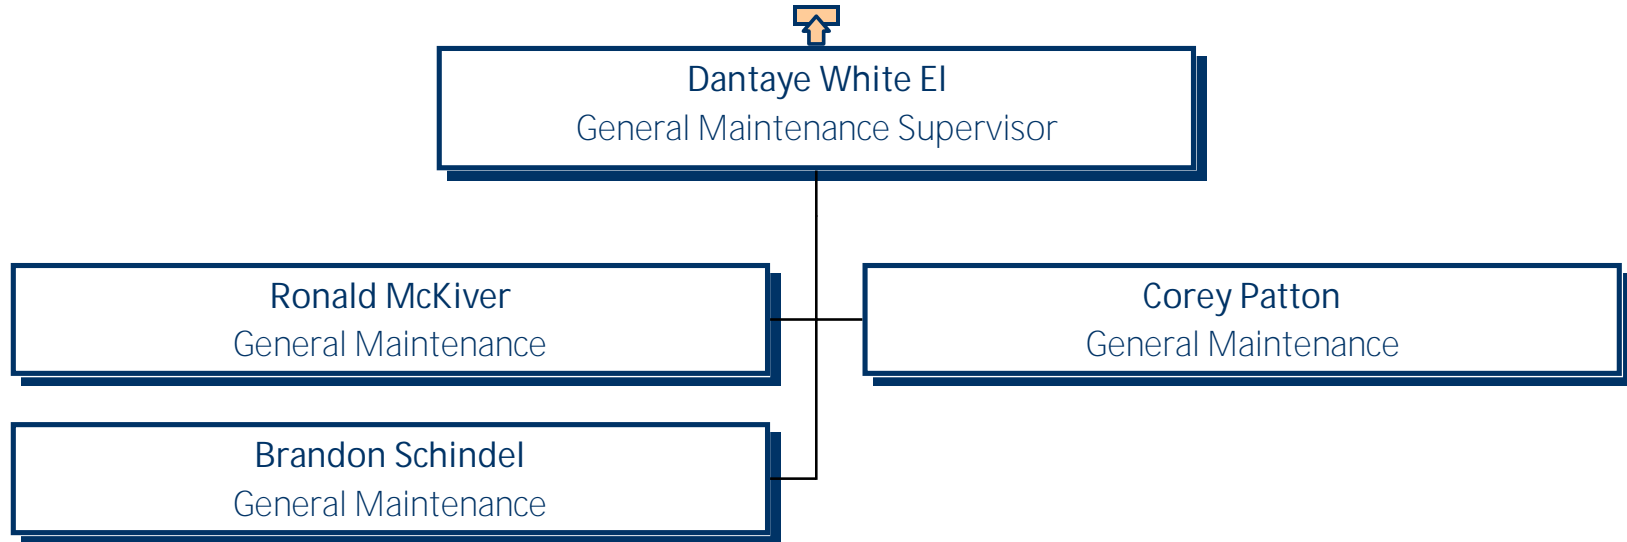 Dantaye White El
General Maintenance Supervisor
Ronald McKiver
General Maintenance
Corey Patton
General Maintenance
Brandon Schindel
General Maintenance